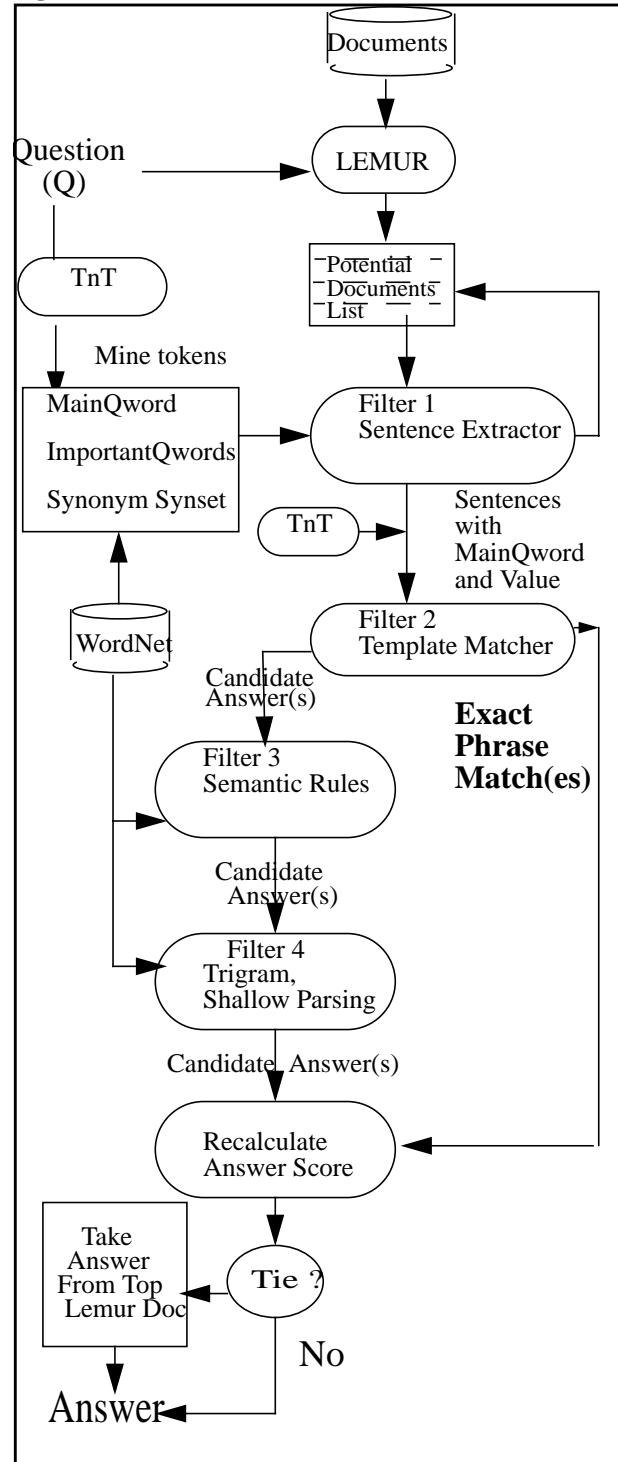 Documents
Question
(Q)
LEMUR
TnT
Potential
Documents
List
Mine tokens
MainQword
ImportantQwords
Synonym Synset
Filter 1
Sentence Extractor
TnT
Sentences
with
MainQword
and Value
WordNet
Filter 2
Template Matcher
Candidate
Answer(s)
Exact
Phrase
Match(es)
Filter 3
Semantic Rules
Candidate
Answer(s)
Filter 4
Trigram,
Shallow Parsing
Candidate Answer(s)
Recalculate
Answer Score
Take
Answer
From Top
Lemur Doc
Tie ?
No
Answer